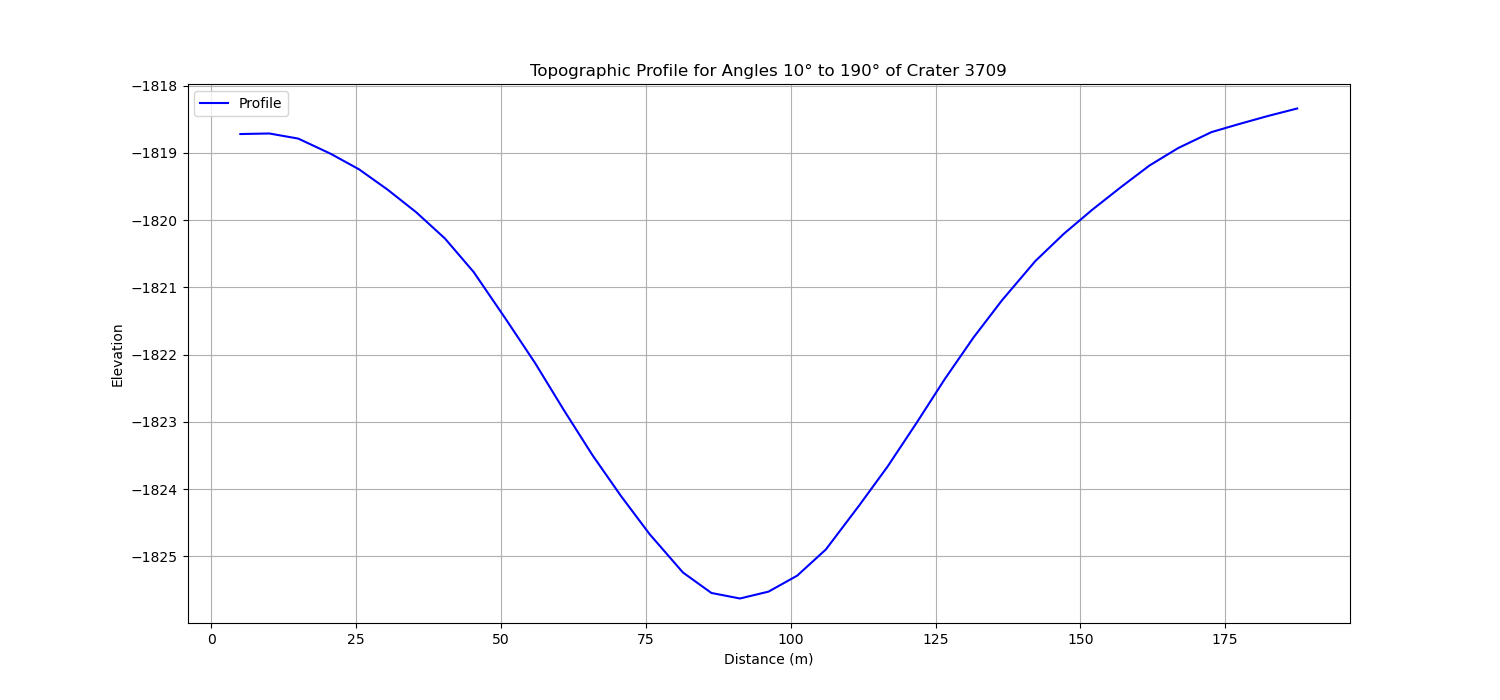 Topographic Profile for Angles 10° to 190° of Crater 3709
Profile
−1818
−1819
−1820
−1821
−1822
−1823
−1824
−1825
Elevation
0 25 50 75 100 125 150 175
Distance (m)